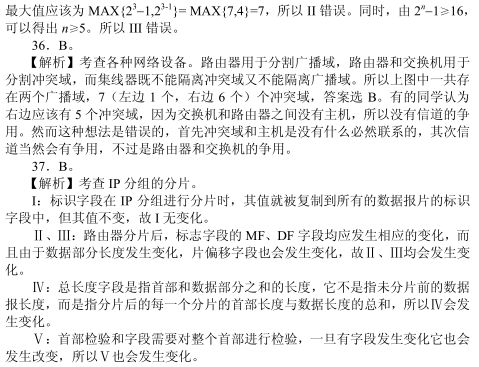 最大值应该为 MAX{2³−1,2³⁻¹}= MAX{7,4}=7，所以 II 错误。同时，由 2ⁿ−1≥16，
可以得出 n≥5。所以 III 错误。
36．B。
【解析】考查各种网络设备。路由器用于分割广播域，路由器和交换机用于
分割冲突域，而集线器既不能隔离冲突域又不能隔离广播域。所以上图中一共存
在两个广播域，7（左边 1 个，右边 6 个）个冲突域，答案选 B。有的同学认为
右边应该有 5 个冲突域，因为交换机和路由器之间没有主机，所以没有信道的争
用。然而这种想法是错误的，首先冲突域和主机是没有什么必然联系的，其次信
道当然会有争用，不过是路由器和交换机的争用。
37．B。
【解析】考查 IP 分组的分片。
I：标识字段在 IP 分组进行分片时，其值就被复制到所有的数据报片的标识
字段中，但其值不变，故 I 无变化。
Ⅱ、Ⅲ：路由器分片后，标志字段的 MF、DF 字段均应发生相应的变化，而
且由于数据部分长度发生变化，片偏移字段也会发生变化，故Ⅱ、Ⅲ均会发生变
化。
Ⅳ：总长度字段是指首部和数据部分之和的长度，它不是指未分片前的数据
报长度，而是指分片后的每一个分片的首部长度与数据长度的总和，所以Ⅳ会发
生变化。
Ⅴ：首部检验和字段需要对整个首部进行检验，一旦有字段发生变化它也会
发生改变，所以Ⅴ也会发生变化。